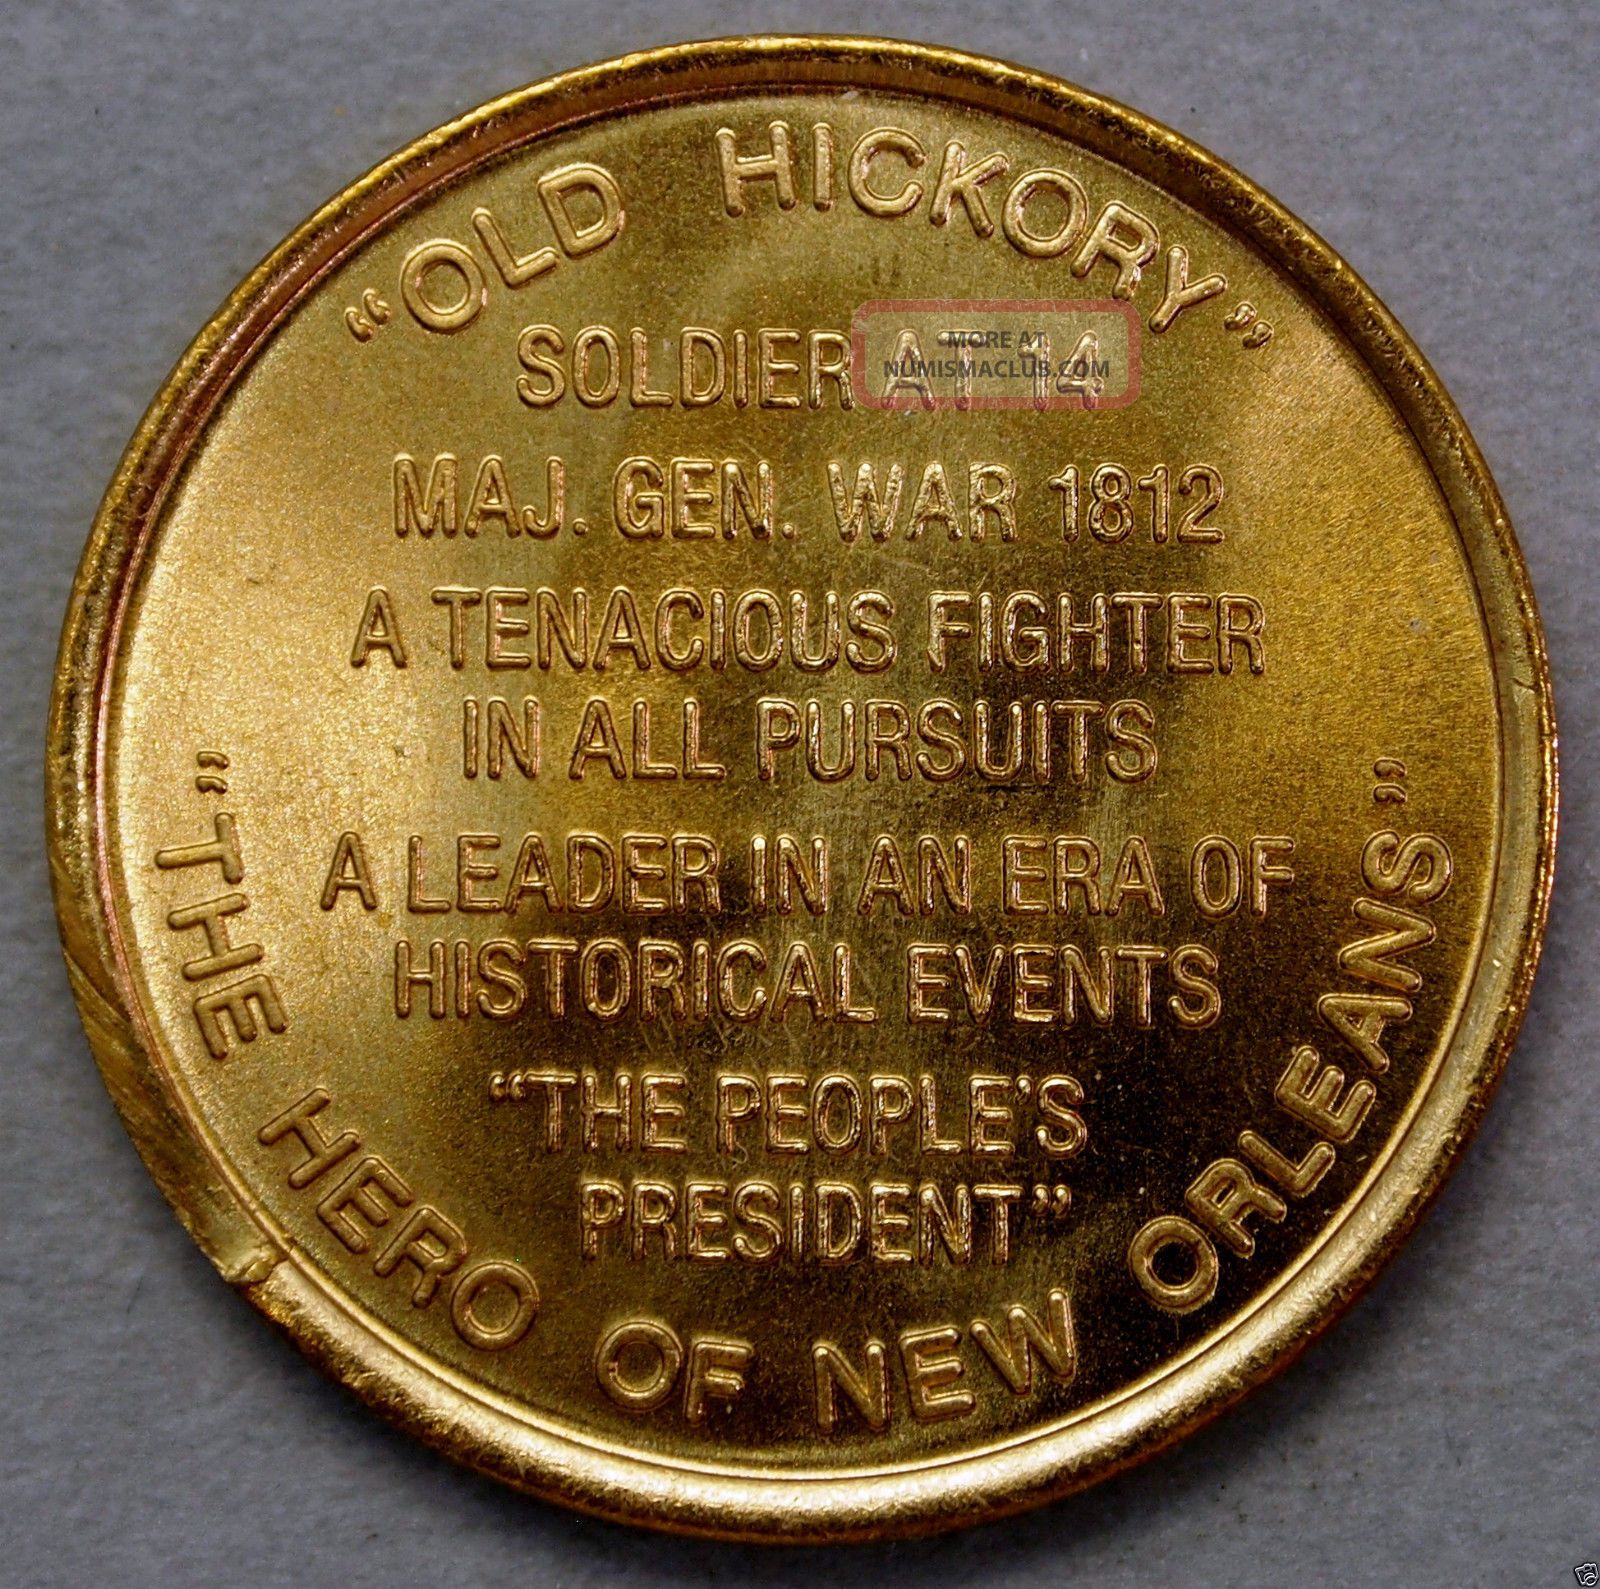 "OLD HICKORY"
SOLDIER AT 14
MORE AT
NUMISMACLUB.COM
MAJ. GEN. WAR 1812
A TENACIOUS FIGHTER
IN ALL PURSUITS
A LEADER IN AN ERA OF
HISTORICAL EVENTS
"THE PEOPLE'S
PRESIDENT"
"THE HERO OF NEW ORLEANS"